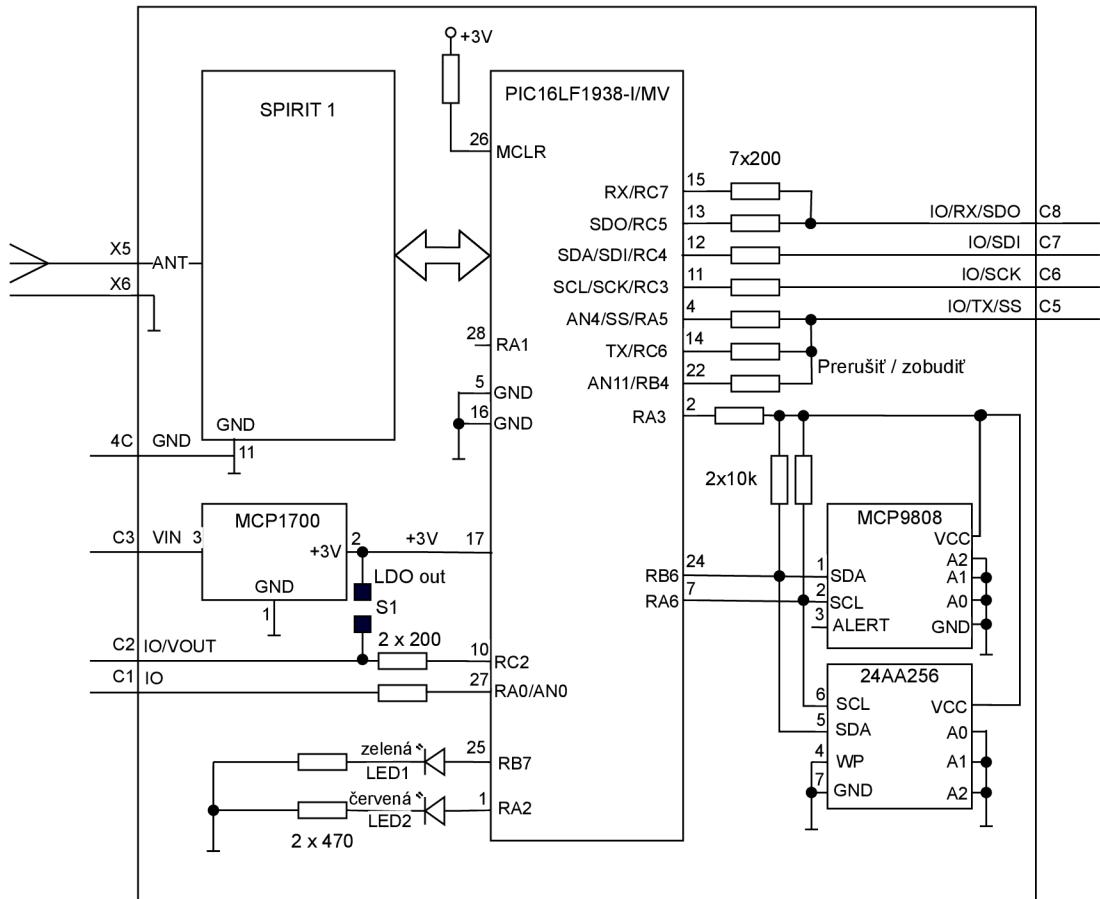 +3V
SPIRIT 1
PIC16LF1938-I/MV
26
MCLR
7x200
RX/RC7
15
SDO/RC5
13
IO/RX/SDO
C8
SDA/SDI/RC4
12
IO/SDI
C7
SCL/SCK/RC3
11
IO/SCK
C6
AN4/SS/RA5
4
IO/TX/SS
C5
TX/RC6
14
Prerušiť / zobudiť
AN11/RB4
22
RA3
2
X5
ANT
X6
28
RA1
5
GND
16
GND
GND
11
4C
GND
2x10k
MCP1700
C3
VIN
3
+3V
2
+3V
17
GND
1
LDO out
S1
C2
IO/VOUT
2 x 200
10
RC2
C1
IO
27
RA0/AN0
zelená
LED1
25
RB7
červená
LED2
1
RA2
2 x 470
RB6
24
RA6
7
MCP9808
VCC
A2
1
SDA
A1
2
SCL
A0
3
ALERT
GND
24AA256
6
SCL
VCC
5
SDA
A0
4
WP
A1
7
GND
A2